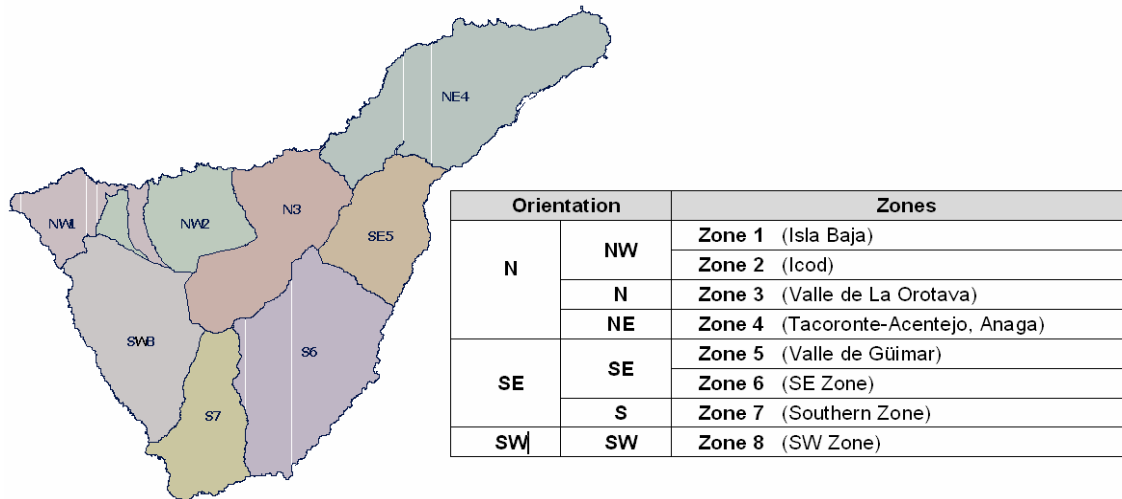 NE4
NW1
NW2
N3
SE5
SW8
S6
S7
Orientation Zones
N NW Zone 1 (Isla Baja)
Zone 2 (Icod)
N Zone 3 (Valle de La Orotava)
NE Zone 4 (Tacoronte-Acentejo, Anaga)
SE SE Zone 5 (Valle de Güimar)
Zone 6 (SE Zone)
S Zone 7 (Southern Zone)
SW SW Zone 8 (SW Zone)